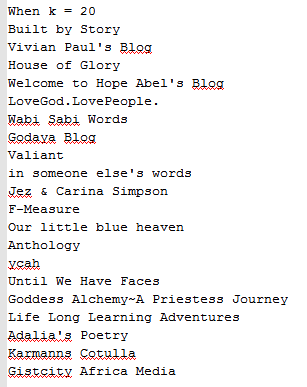 When k = 20
Built by Story
Vivian Paul's Blog
House of Glory
Welcome to Hope Abel's Blog
LoveGod.LovePeople.
Wabi Sabi Words
Godaya Blog
Valiant
in someone else's words
Jez & Carina Simpson
F-Measure
Our little blue heaven
Anthology
ycah
Until We Have Faces
Goddess Alchemy~A Priestess Journey
Life Long Learning Adventures
Adalia's Poetry
Karmanns Cotulla
Gistcity Africa Media